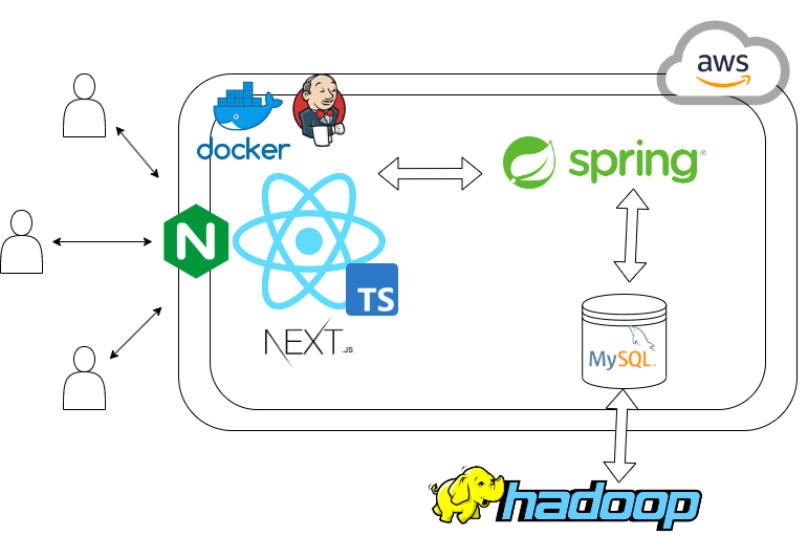 aws
docker
spring
N
TS
NEXT.JS
MySQL
hadoop